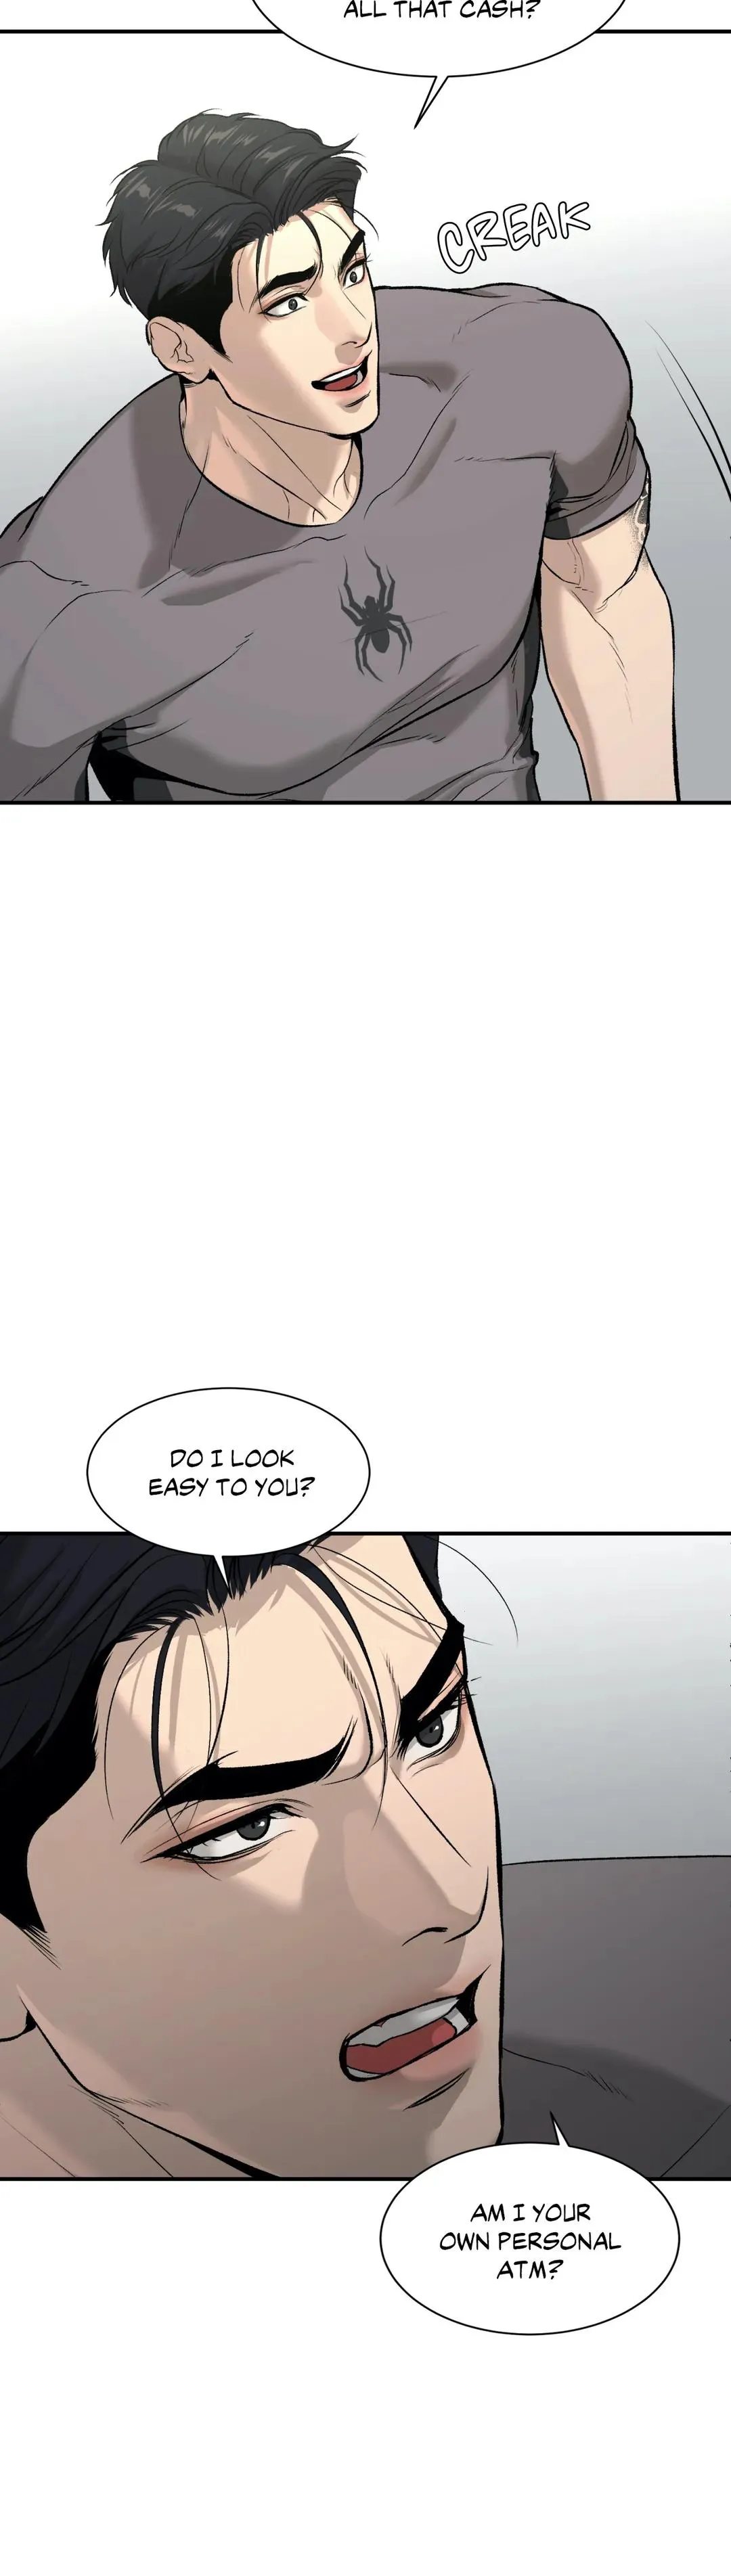 ALL THAT CASH?
CREAK
DO I LOOK
EASY TO YOU?
AM I YOUR
OWN PERSONAL
ATM?